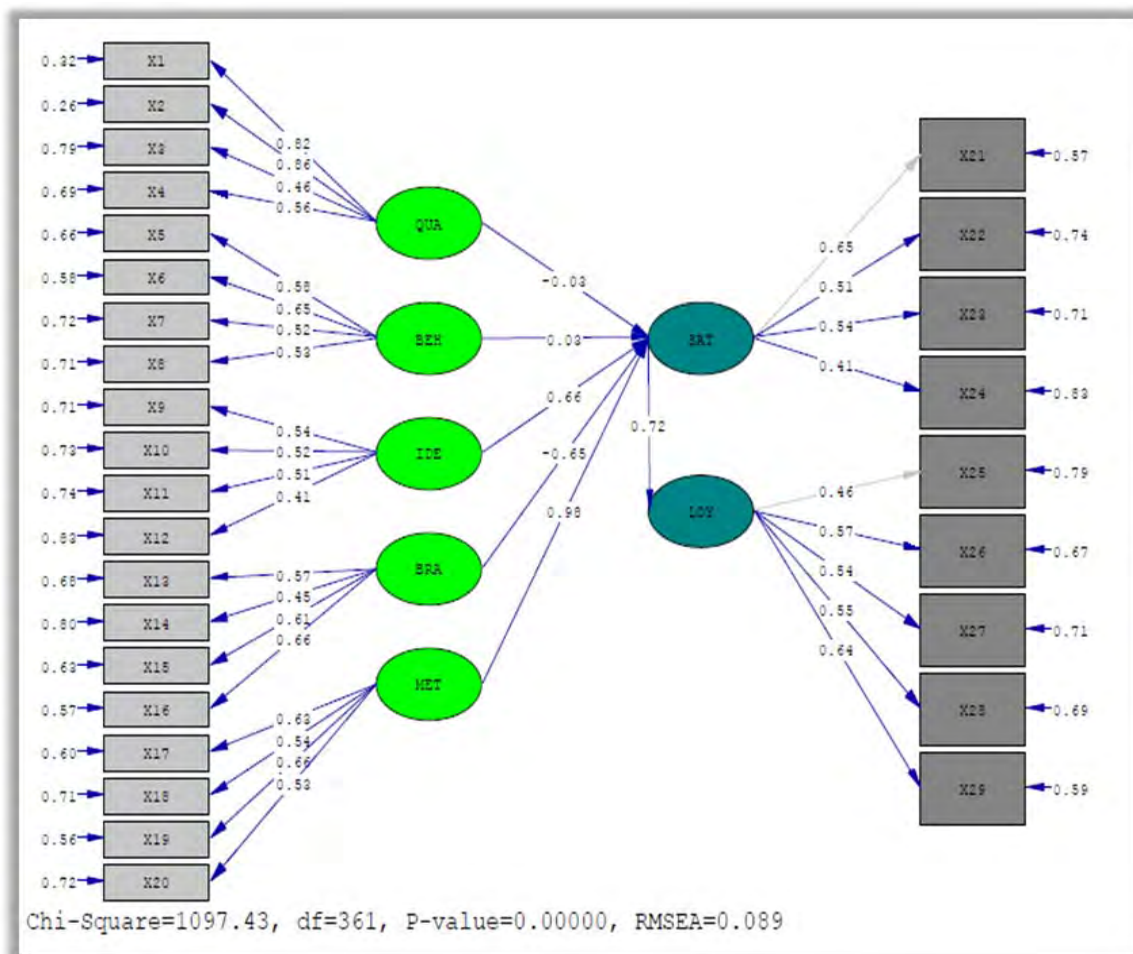 0.32 X1
0.26 X2
0.79 X3
0.69 X4
0.66 X5
0.58 X6
0.72 X7
0.71 X8
0.71 X9
0.73 X10
0.74 X11
0.83 X12
0.68 X13
0.80 X14
0.63 X15
0.57 X16
0.60 X17
0.71 X18
0.56 X19
0.72 X20
0.82
0.86
0.46
0.56
0.58
0.65
0.52
0.53
0.54
0.52
0.51
0.41
0.57
0.45
0.61
0.66
0.63
0.54
0.66
0.53
QUA
BEH
IDE
BRA
MET
-0.03
0.03
0.66
-0.65
0.98
SAT
0.72
LOY
0.65
0.51
0.54
0.41
0.46
0.57
0.54
0.55
0.64
X21 0.57
X22 0.74
X23 0.71
X24 0.83
X25 0.79
X26 0.67
X27 0.71
X28 0.69
X29 0.59
Chi-Square=1097.43, df=361, P-value=0.00000, RMSEA=0.089